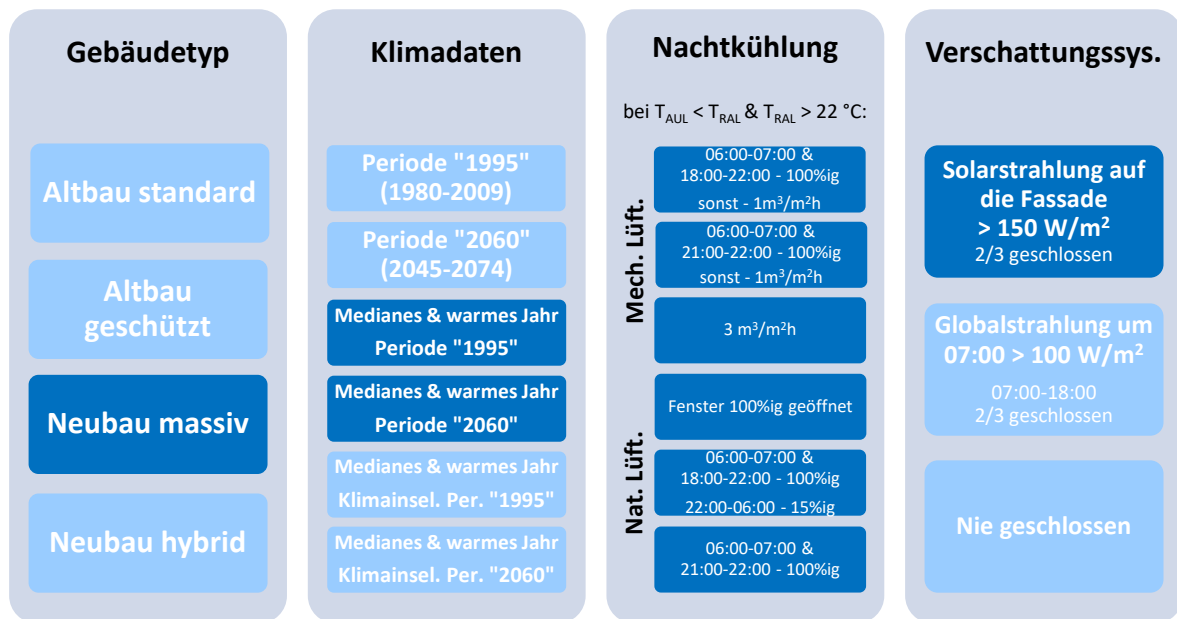 Gebäudetyp
Altbau standard
Altbau
geschützt
Neubau massiv
Neubau hybrid
Klimadaten
Periode "1995"
(1980-2009)
Periode "2060"
(2045-2074)
Medianes & warmes Jahr
Periode "1995"
Medianes & warmes Jahr
Periode "2060"
Medianes & warmes Jahr
Klimainsel. Per. "1995"
Medianes & warmes Jahr
Klimainsel. Per. "2060"
Nachtkühlung
bei T_AUL < T_RAL & T_RAL > 22 °C:
Mech. Lüft.
06:00-07:00 &
18:00-22:00 - 100%ig
sonst - 1m³/m²h
06:00-07:00 &
21:00-22:00 - 100%ig
sonst - 1m³/m²h
3 m³/m²h
Nat. Lüft.
Fenster 100%ig geöffnet
06:00-07:00 &
18:00-22:00 - 100%ig
22:00-06:00 - 15%ig
06:00-07:00 &
21:00-22:00 - 100%ig
Verschattungssys.
Solarstrahlung auf
die Fassade
> 150 W/m²
2/3 geschlossen
Globalstrahlung um
07:00 > 100 W/m²
07:00-18:00
2/3 geschlossen
Nie geschlossen